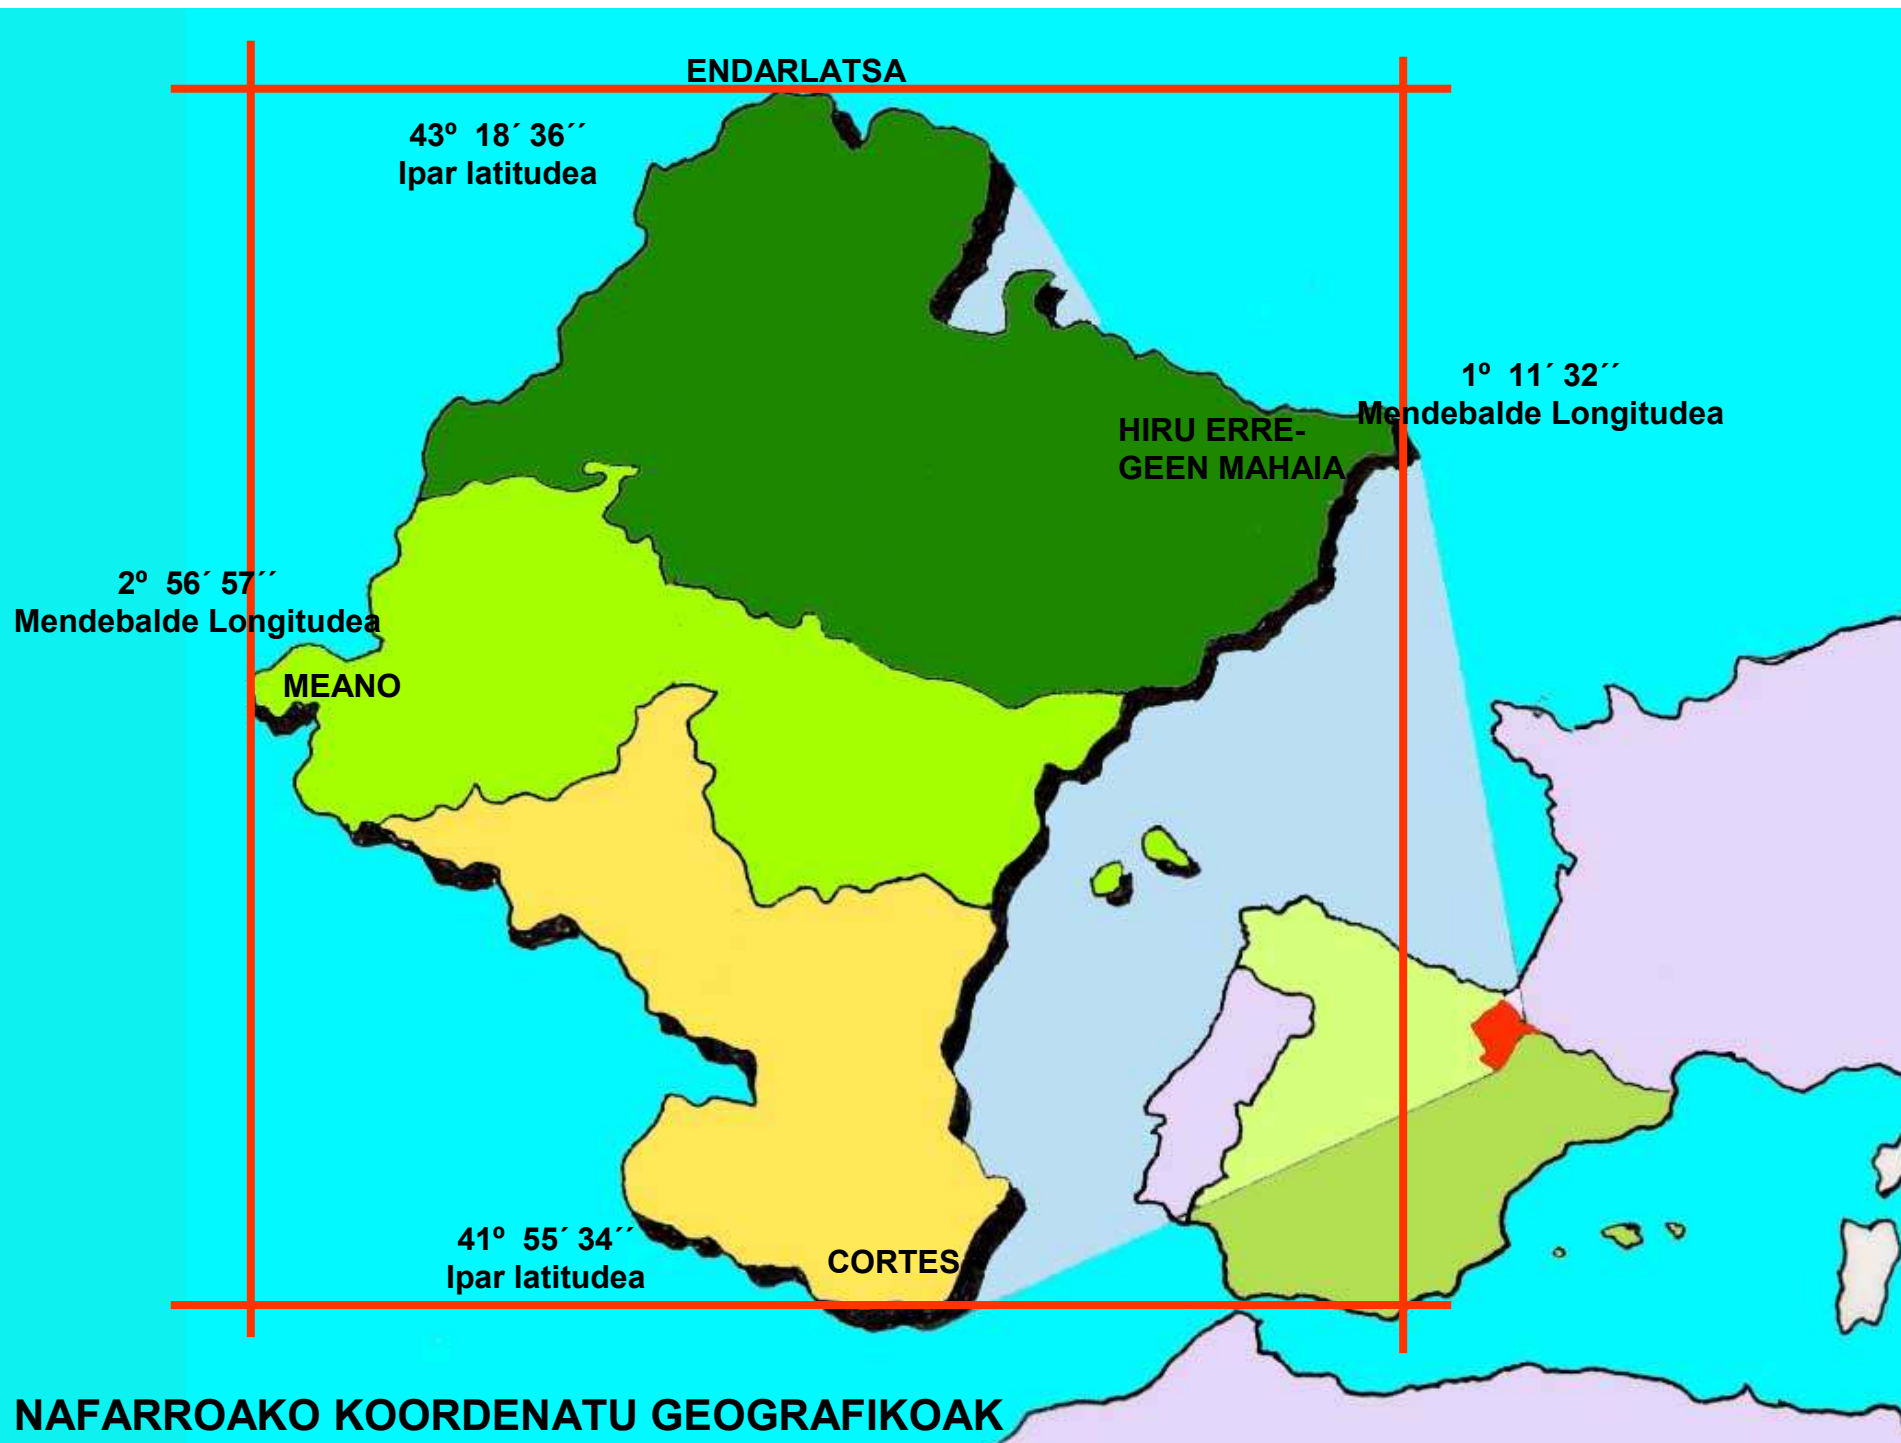 ENDARLATSA
43º 18´ 36´´
Ipar latitudea
1º 11´ 32´´
Mendebalde Longitudea
HIRU ERRE-
GEEN MAHAIA
2º 56´ 57´´
Mendebalde Longitudea
MEANO
41º 55´ 34´´
Ipar latitudea
CORTES
NAFARROAKO KOORDENATU GEOGRAFIKOAK